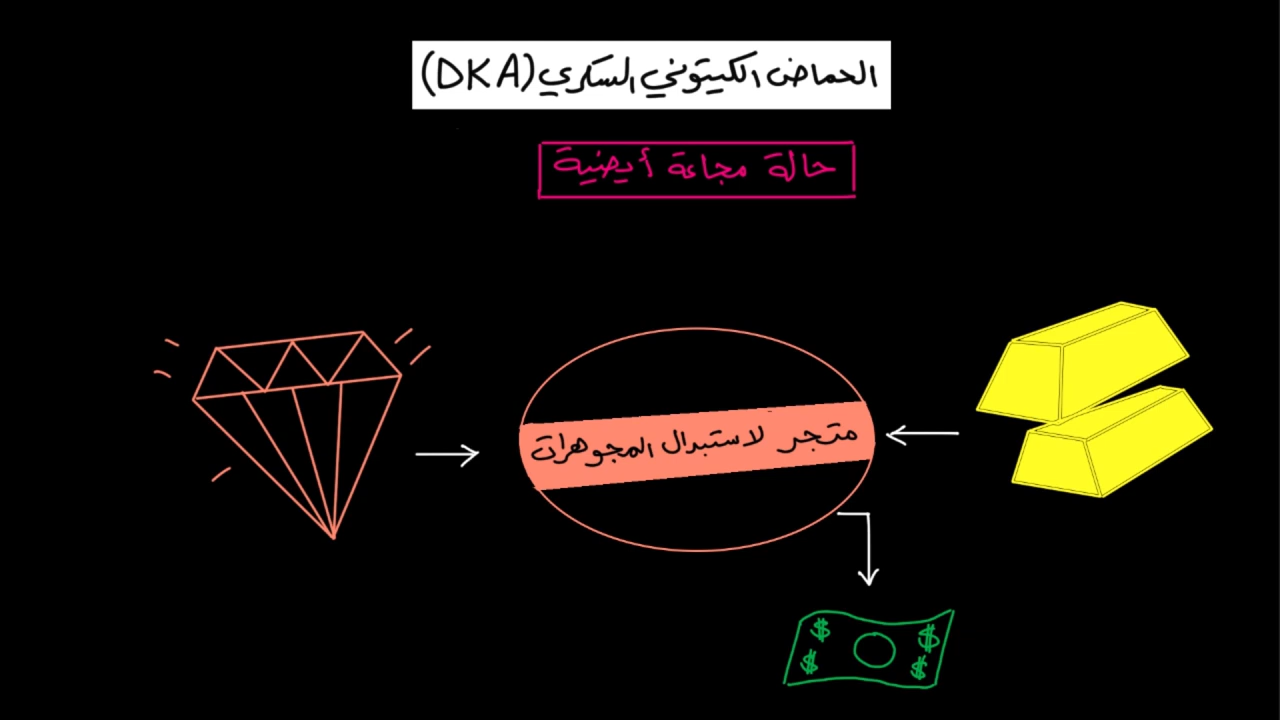 الحماض الكيتوني السكري (DKA)
حالة مجاعة أيضية
متجر لاستبدال المجوهرات
$ $
$ $